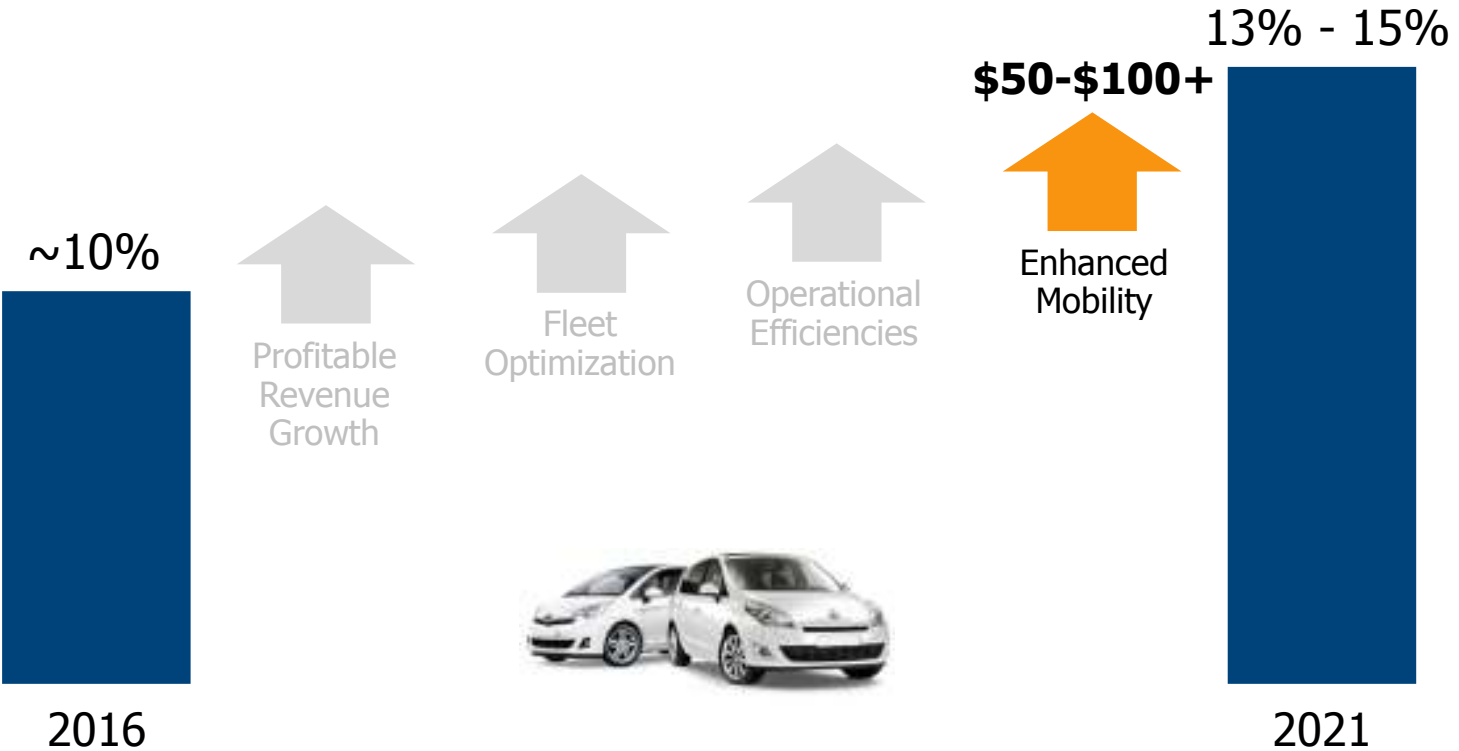 13% - 15%
$50-$100+
~10%
Profitable
Revenue
Growth
Fleet
Optimization
Operational
Efficiencies
Enhanced
Mobility
2016
2021